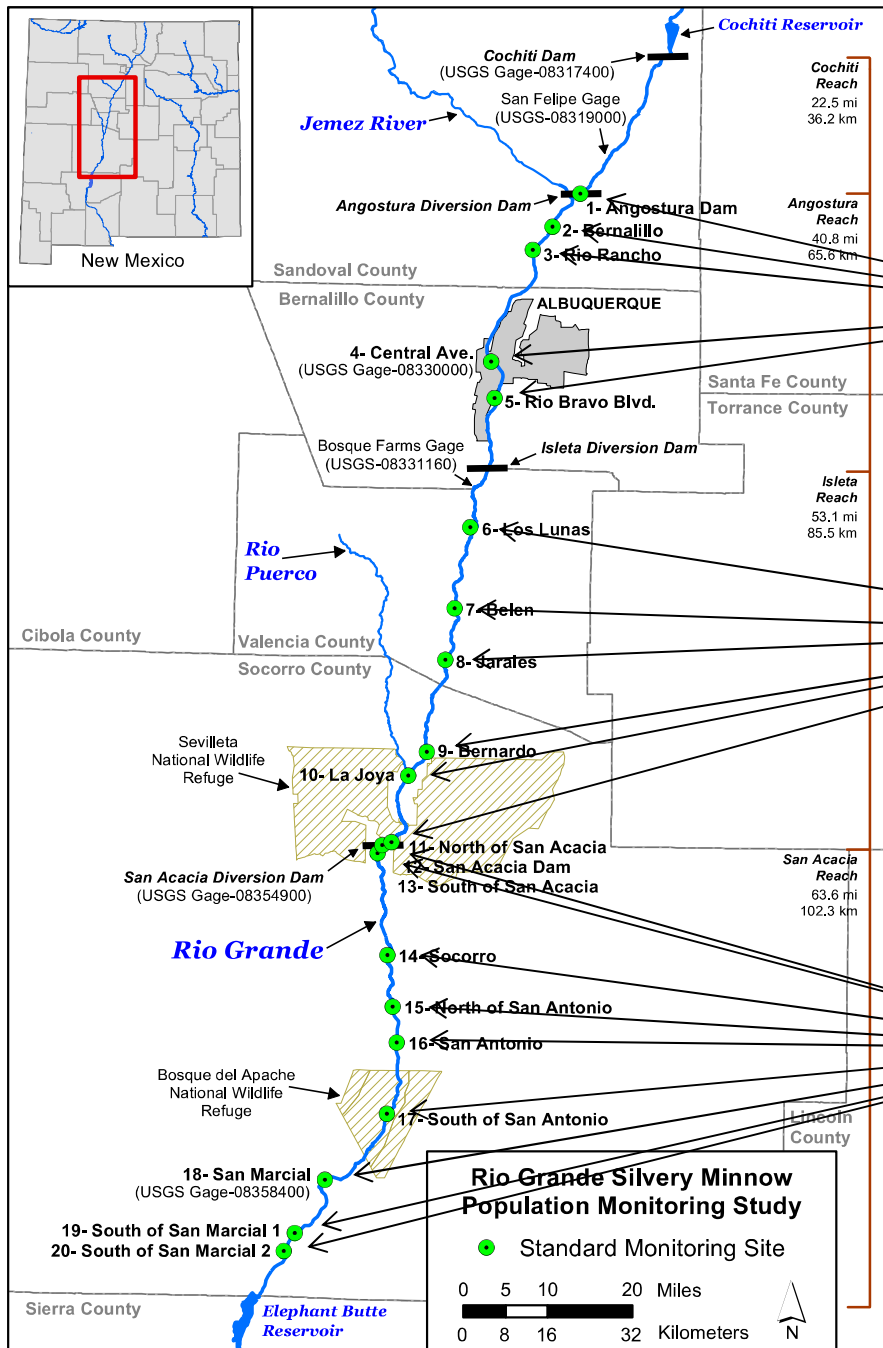 Cochiti Reservoir
Cochiti Dam
(USGS Gage-08317400)
Cochiti
Reach
22.5 mi
36.2 km
San Felipe Gage
(USGS-08319000)
Jemez River
New Mexico
Angostura Diversion Dam
1- Angostura Dam
Angostura
Reach
40.8 mi
65.6 km
2- Bernalillo
3- Rio Rancho
Sandoval County
Bernalillo County
ALBUQUERQUE
4- Central Ave.
(USGS Gage-08330000)
Santa Fe County
Torrance County
5- Rio Bravo Blvd.
Bosque Farms Gage
(USGS-08331160)
Isleta Diversion Dam
Isleta
Reach
53.1 mi
85.5 km
6- Los Lunas
Rio
Puerco
7- Belen
Cibola County
Valencia County
Socorro County
8- Jarales
Sevilleta
National Wildlife
Refuge
9- Bernardo
10- La Joya
11- North of San Acacia
12- San Acacia Dam
13- South of San Acacia
San Acacia Diversion Dam
(USGS Gage-08354900)
San Acacia
Reach
63.6 mi
102.3 km
Rio Grande
14- Socorro
15- North of San Antonio
16- San Antonio
Bosque del Apache
National Wildlife
Refuge
17- South of San Antonio
Lincoln
County
18- San Marcial
(USGS Gage-08358400)
19- South of San Marcial 1
20- South of San Marcial 2
Sierra County
Elephant Butte
Reservoir
Rio Grande Silvery Minnow
Population Monitoring Study
Standard Monitoring Site
0 5 10 20 Miles
0 8 16 32 Kilometers
N